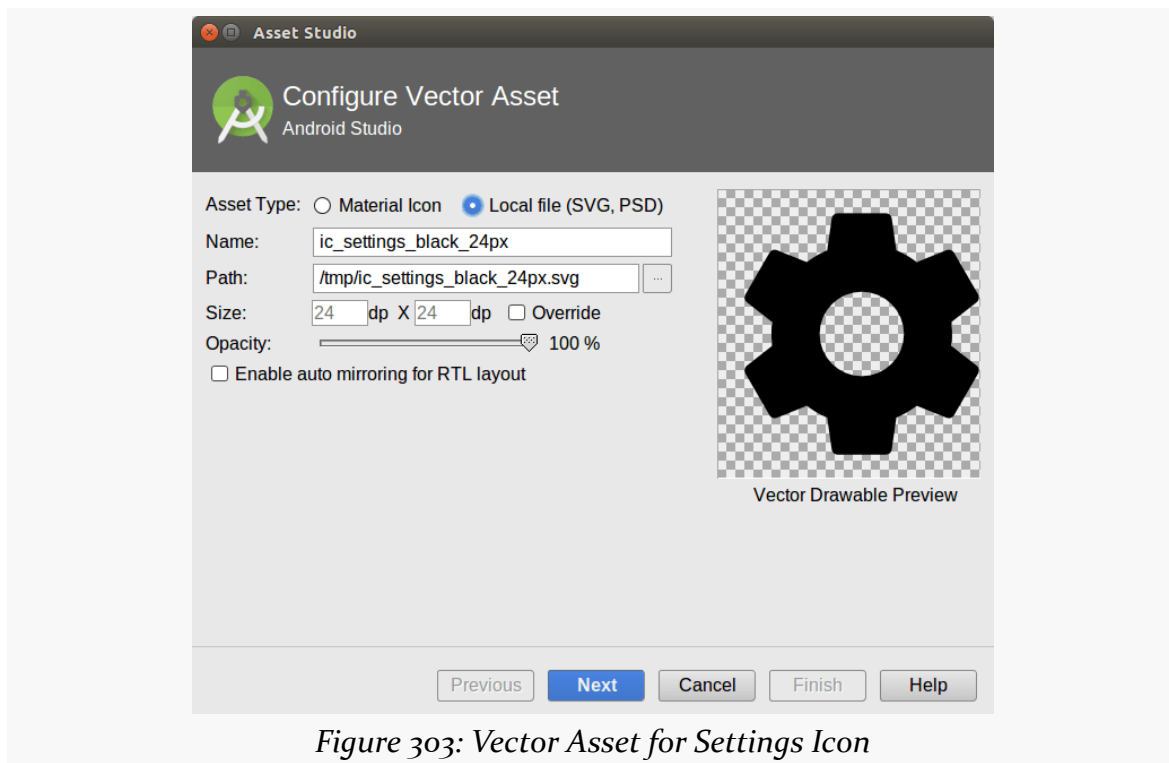 Asset Studio
Configure Vector Asset
Android Studio
Asset Type: Material Icon Local file (SVG, PSD)
Name: ic_settings_black_24px
Path: /tmp/ic_settings_black_24px.svg ...
Size: 24 dp X 24 dp Override
Opacity: 100 %
Enable auto mirroring for RTL layout
Vector Drawable Preview
Previous Next Cancel Finish Help
Figure 303: Vector Asset for Settings Icon